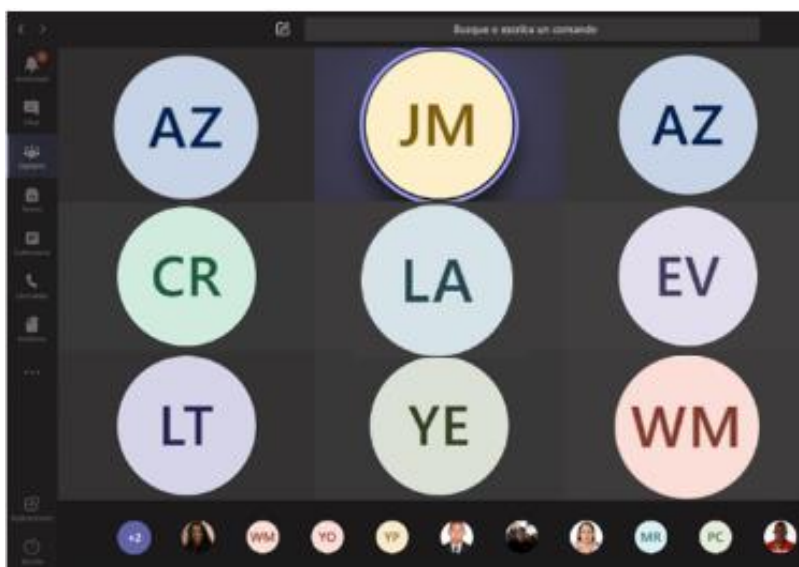 Busque o escriba un comando
AZ JM AZ
Chat
CR LA EV
LT YE WM
+2 WM YO YP MR PC